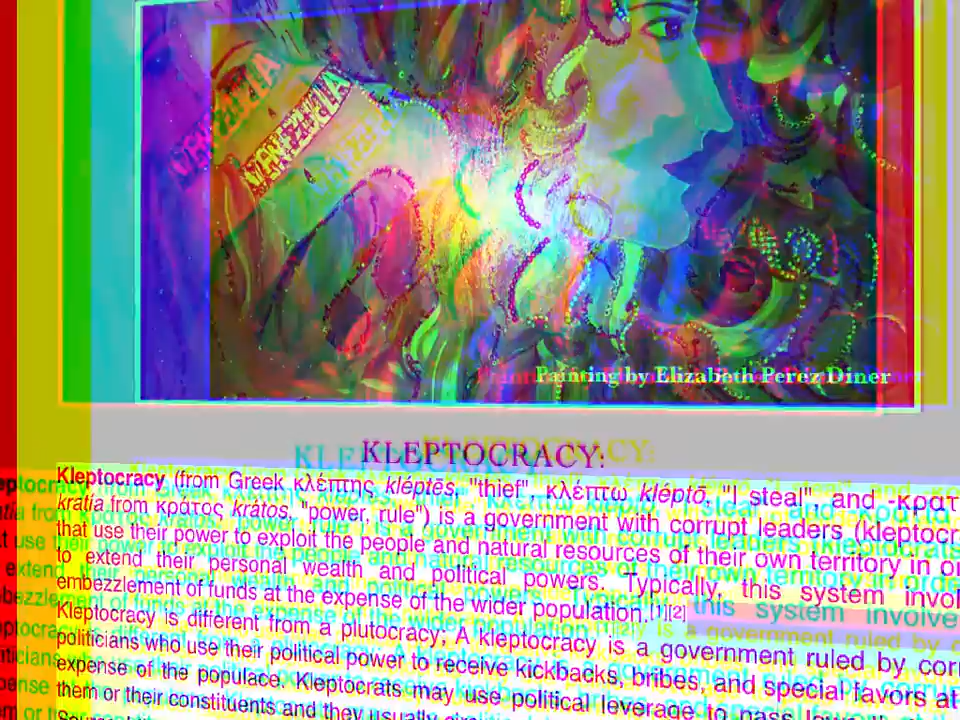 VENEZUELA
Painting by Elizabeth Perez Diner
KLEPTOCRACY:
Kleptocracy (from Greek κλέπτης kléptēs, "thief", κλέπτω kléptō, "I steal", and -κρατ
kratía from κράτος krátos, "power, rule") is a government with corrupt leaders (kleptocr
that use their power to exploit the people and natural resources of their own territory in or
to extend their personal wealth and political powers. Typically, this system invol
embezzlement of funds at the expense of the wider population.[1][2]
Kleptocracy is different from a plutocracy; A kleptocracy is a government ruled by corr
politicians who use their political power to receive kickbacks, bribes, and special favors at
expense of the populace. Kleptocrats may use political leverage to pass
them or their constituents and they usually